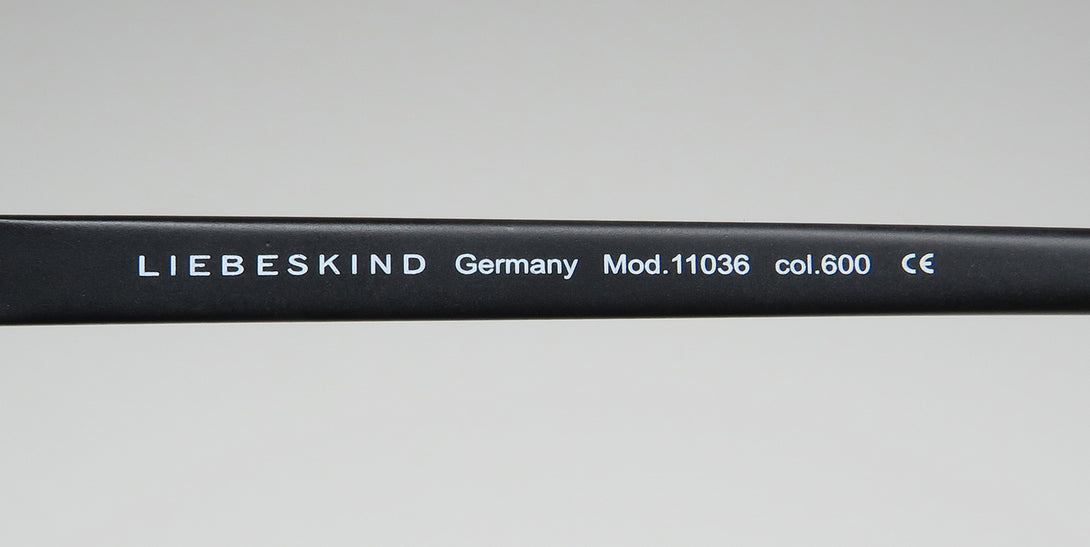 LIEBESKIND Germany Mod.11036 col.600 CE